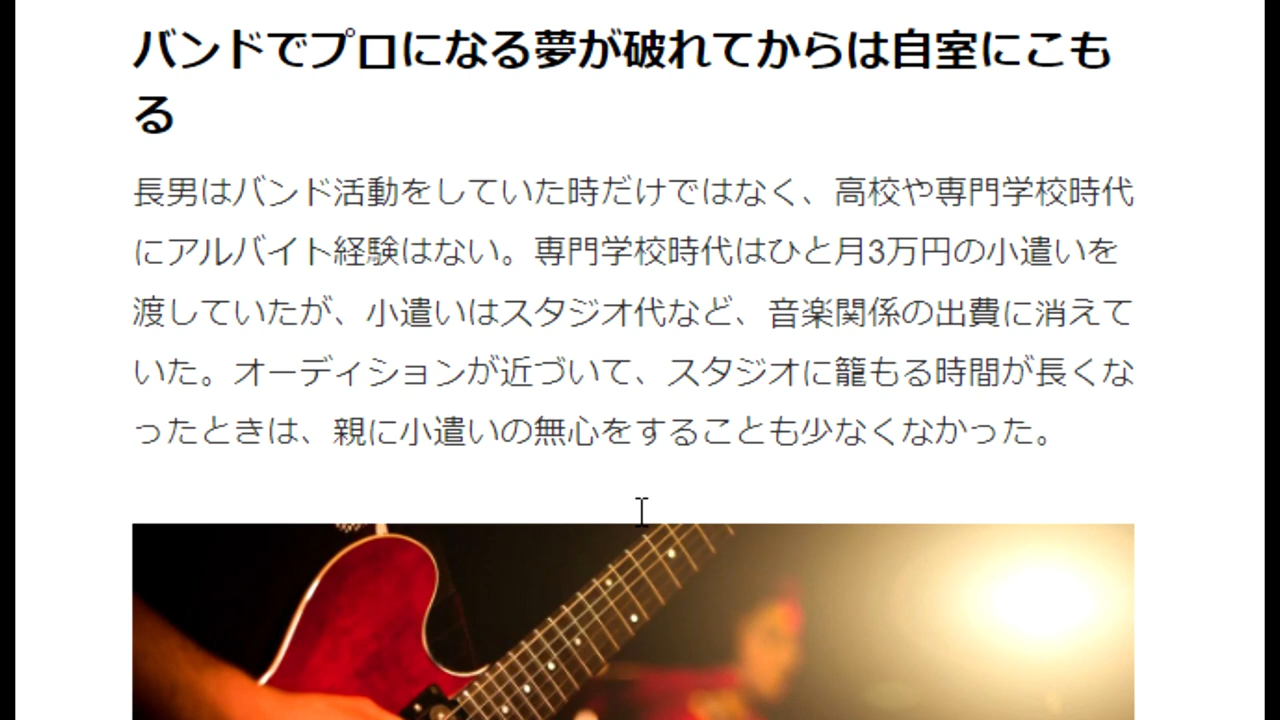 バンドでプロになる夢が破れてからは自室にこも
る
長男はバンド活動をしていた時だけではなく、高校や専門学校時代
にアルバイト経験はない。専門学校時代はひと月3万円の小遣いを
渡していたが、小遣いはスタジオ代など、音楽関係の出費に消えて
いた。オーディションが近づいて、スタジオに籠もる時間が長くな
ったときは、親に小遣いの無心をすることも少なくなかった。